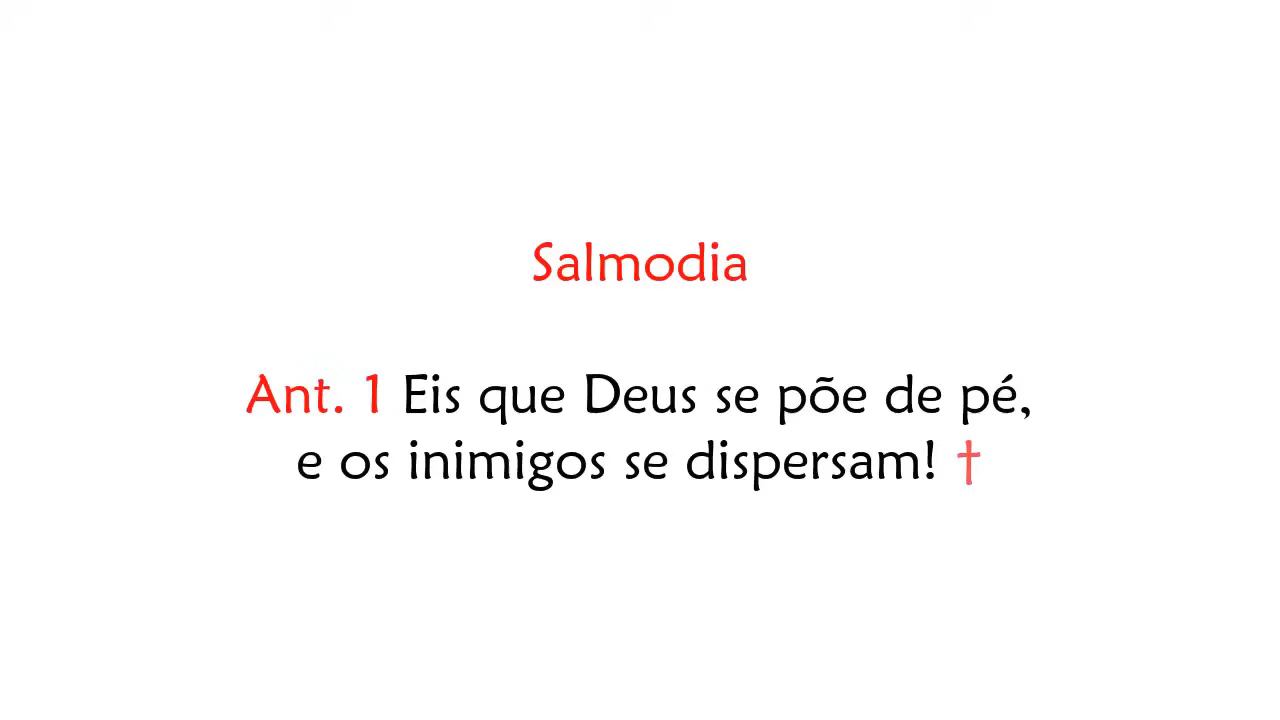 Salmodia
Ant. 1 Eis que Deus se põe de pé,
e os inimigos se dispersam! †